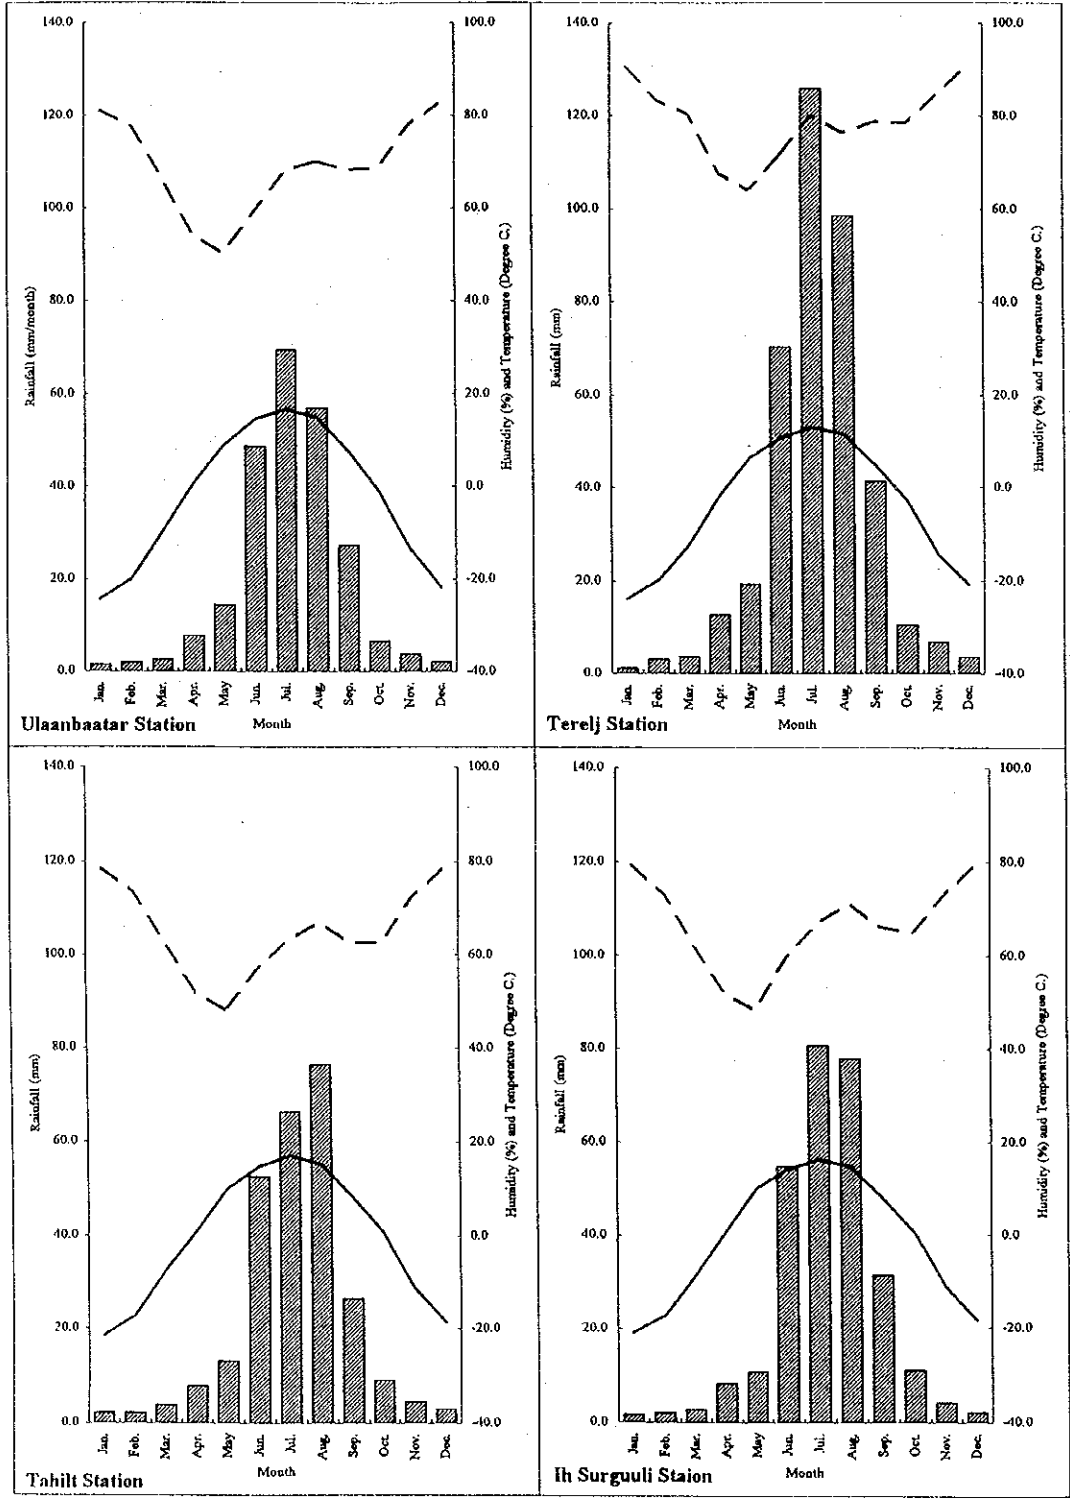 140.0
120.0
100.0
80.0
60.0
40.0
20.0
0.0
Rainfall (mm/month)
100.0
80.0
60.0
40.0
20.0
0.0
-20.0
-40.0
Humidity (%) and Temperature (Degree C.)
Jan.
Feb.
Mar.
Apr.
May
Jun.
Jul.
Aug.
Sep.
Oct.
Nov.
Dec.
Month
Ulaanbaatar Station
140.0
120.0
100.0
80.0
60.0
40.0
20.0
0.0
Rainfall (mm)
100.0
80.0
60.0
40.0
20.0
0.0
-20.0
-40.0
Humidity (%) and Temperature (Degree C.)
Jan.
Feb.
Mar.
Apr.
May
Jun.
Jul.
Aug.
Sep.
Oct.
Nov.
Dec.
Month
Terelj Station
140.0
120.0
100.0
80.0
60.0
40.0
20.0
0.0
Rainfall (mm)
100.0
80.0
60.0
40.0
20.0
0.0
-20.0
-40.0
Humidity (%) and Temperature (Degree C.)
Jan.
Feb.
Mar.
Apr.
May
Jun.
Jul.
Aug.
Sep.
Oct.
Nov.
Dec.
Month
Tahilt Station
140.0
120.0
100.0
80.0
60.0
40.0
20.0
0.0
Rainfall (mm)
100.0
80.0
60.0
40.0
20.0
0.0
-20.0
-40.0
Humidity (%) and Temperature (Degree C.)
Jan.
Feb.
Mar.
Apr.
May
Jun.
Jul.
Aug.
Sep.
Oct.
Nov.
Dec.
Month
Ih Surguuli Staion